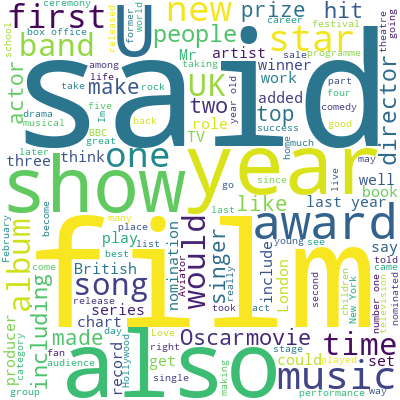 ceremony
box office
school
first
career
released
festival
former
world
u
new
prize
hit
theatre
going
band
people
star
actor
among
life
Mr
artist
sale
programme
said
director
take
make
UK
winner
work
year old
part
four
drama
musical
five
rock
two
added
comedy
BBC
Im
great
back
role
top
success
good
later
three
think
TV
home
much
may
show
one
year
like
well
book
go
since
live
last
last year
February
become
many
place
play
list
would
award
say
told
came
album
British
best
nomination
singer
Aviator
really
include
young
see
London
film
children
television
nominated
number one
New York
come
song
release
series
chart
Love
took
act
second
including
producer
category
group
also
made
day
Hollywood
record
fan
audience
right
single
get
Oscar
movie
could
stage
making
played
time
set
music
performance
way